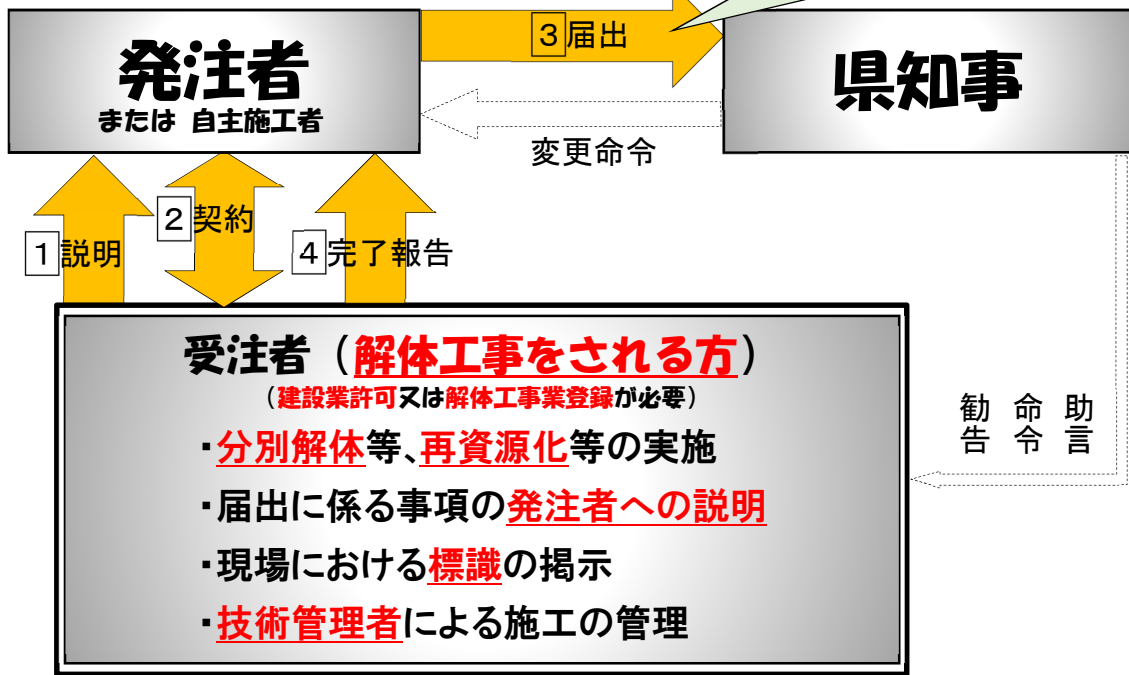 発注者
または 自主施工者
3 届出
県知事
変更命令
1 説明
2 契約
4 完了報告
受注者（解体工事をされる方）
（建設業許可又は解体工事業登録が必要）
・分別解体等、再資源化等の実施
・届出に係る事項の発注者への説明
・現場における標識の掲示
・技術管理者による施工の管理
助言
命令
勧告